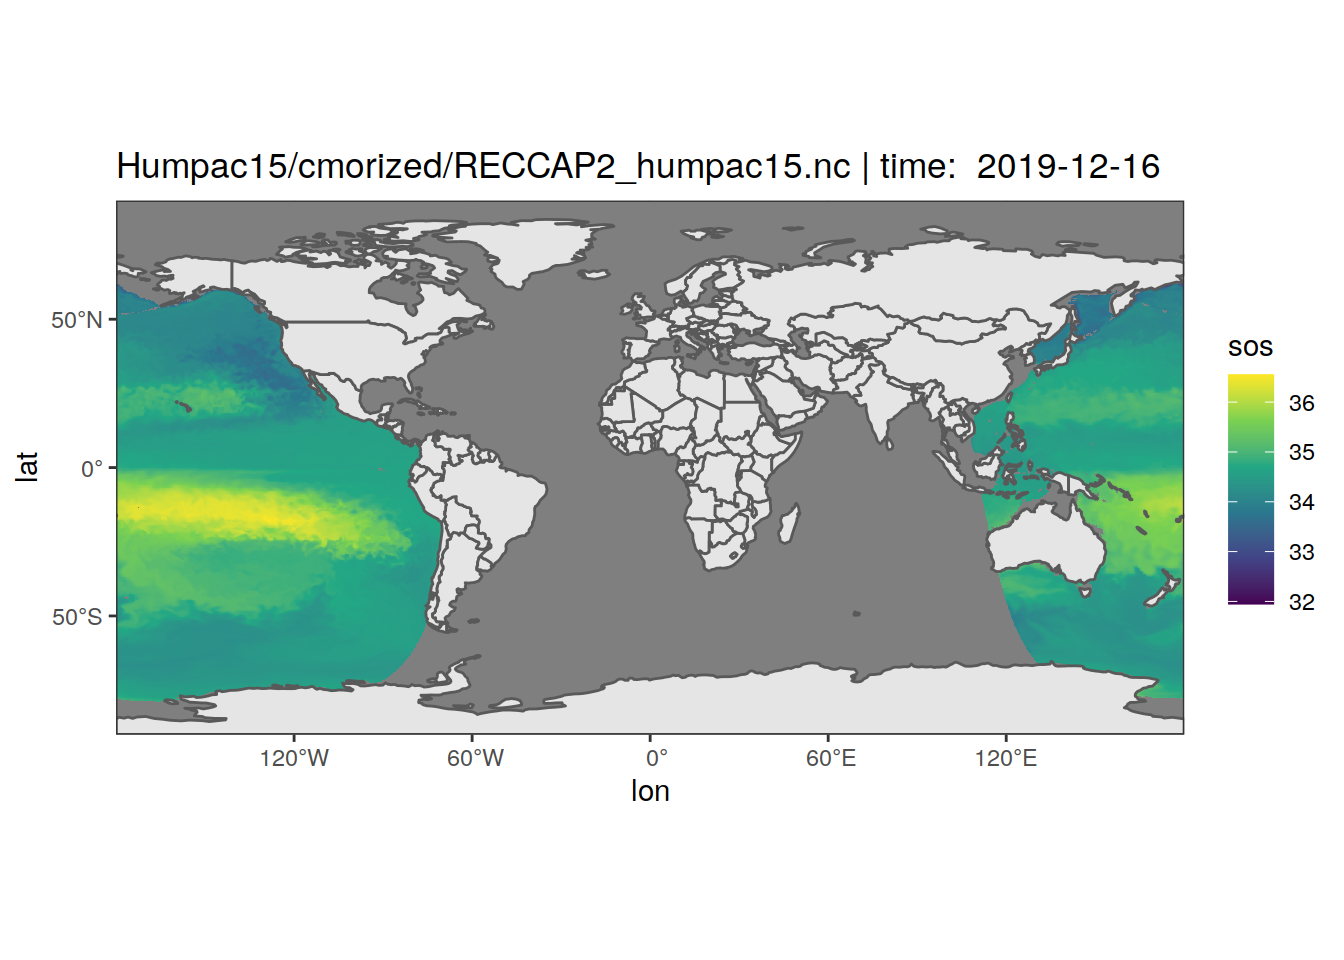 Humpac15/cmorized/RECCAP2_humpac15.nc | time:  2019-12-16
50°N
0°
50°S
lat
120°W
60°W
0°
60°E
120°E
lon
sos
36
35
34
33
32